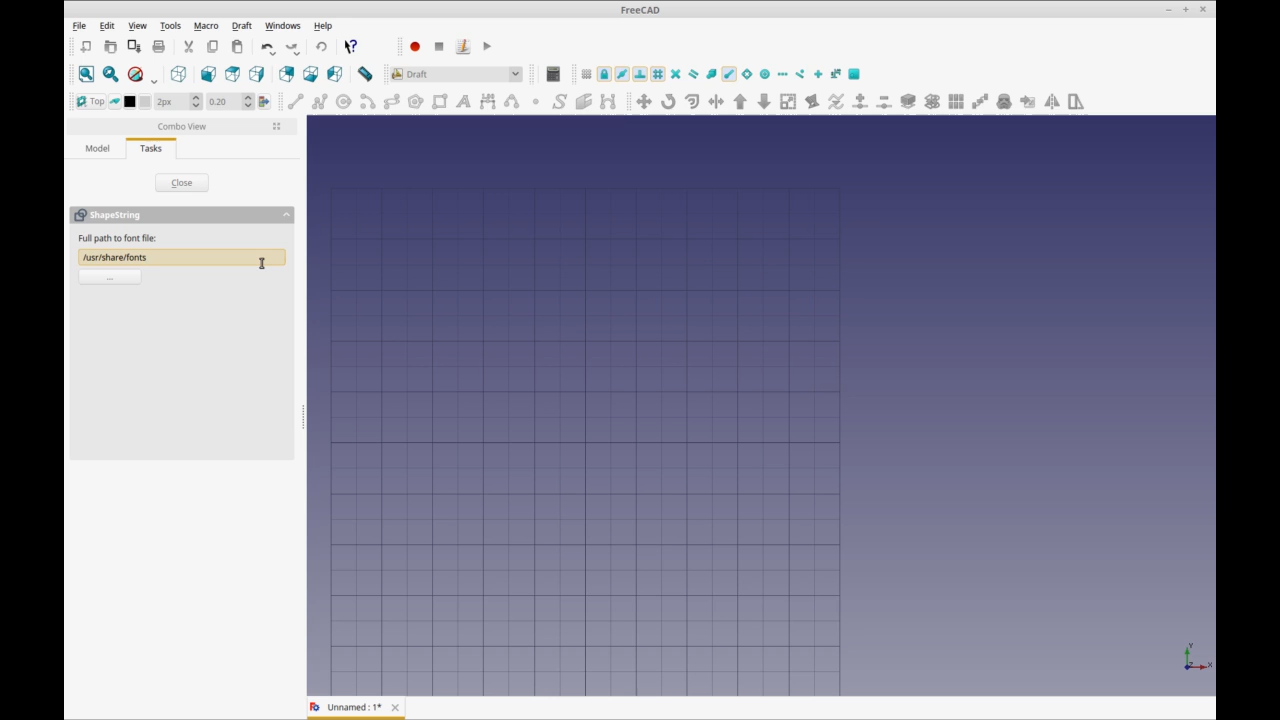 FreeCAD
File Edit View Tools Macro Draft Windows Help
Draft
Top 2px 0.20
Combo View
Model Tasks
Close
ShapeString
Full path to font file:
/usr/share/fonts
...
Y
Z X
Unnamed : 1*